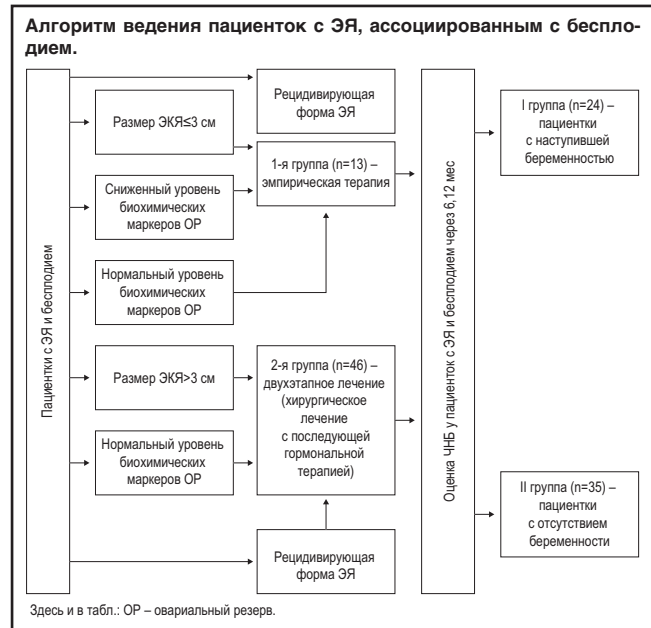 Алгоритм ведения пациенток с ЭЯ, ассоциированным с беспло-
дием.
Пациентки с ЭЯ и бесплодием
Размер ЭКЯ≤3 см
Сниженный уровень
биохимических
маркеров ОР
Нормальный уровень
биохимических
маркеров ОР
Размер ЭКЯ>3 см
Нормальный уровень
биохимических
маркеров ОР
Рецидивирующая
форма ЭЯ
1-я группа (n=13) –
эмпирическая терапия
2-я группа (n=46) –
двухэтапное лечение
(хирургическое
лечение
с последующей
гормональной
терапией)
Рецидивирующая
форма ЭЯ
Оценка ЧНБ у пациенток с ЭЯ и бесплодием через 6,12 мес
I группа (n=24) –
пациентки
с наступившей
беременностью
II группа (n=35) –
пациентки
с отсутствием
беременности
Здесь и в табл.: ОР – овариальный резерв.